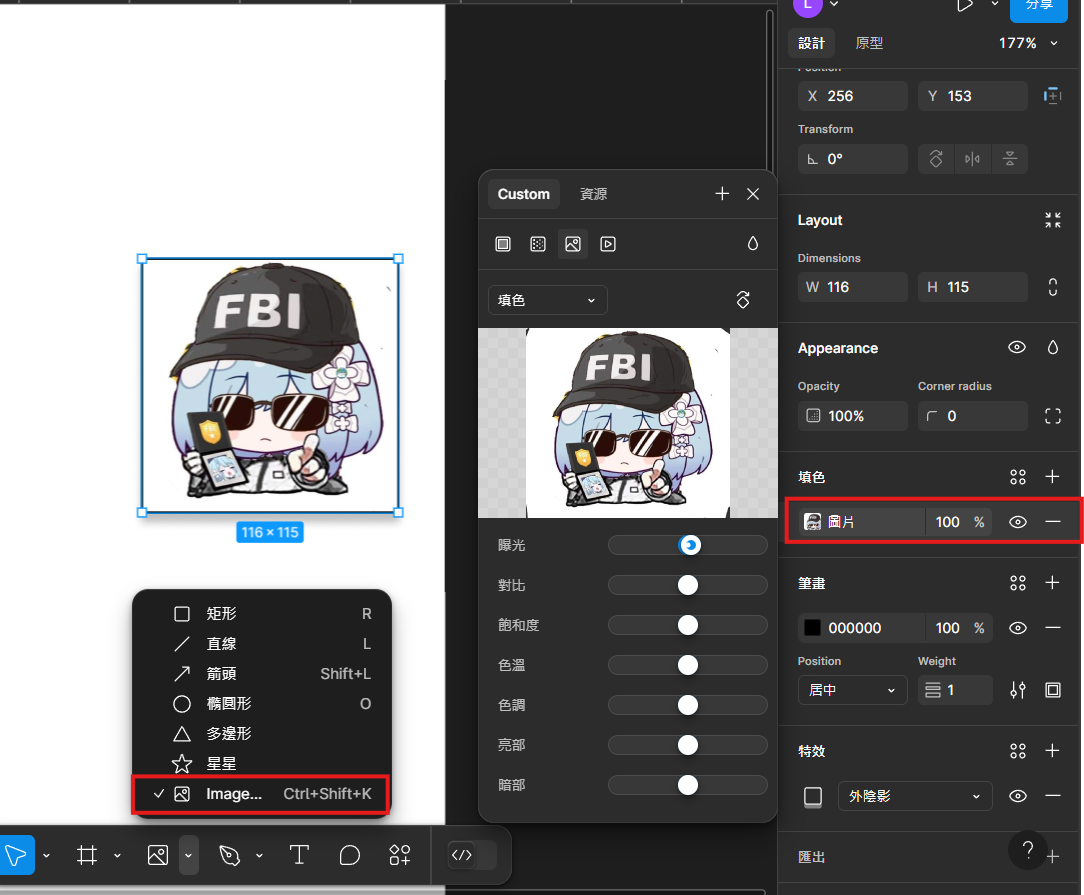 L
分享
設計
原型
177%
Position
X 256
Y 153
Transform
0°
Layout
Dimensions
W 116
H 115
Appearance
Opacity
Corner radius
100%
0
填色
圖片
100 %
筆畫
000000
100 %
Position
Weight
居中
1
特效
外陰影
匯出
?
Custom
資源
填色
FBI
曝光
對比
飽和度
色溫
色調
亮部
暗部
FBI
116 × 115
矩形 R
直線 L
箭頭 Shift+L
橢圓形 O
多邊形
星星
Image... Ctrl+Shift+K
T